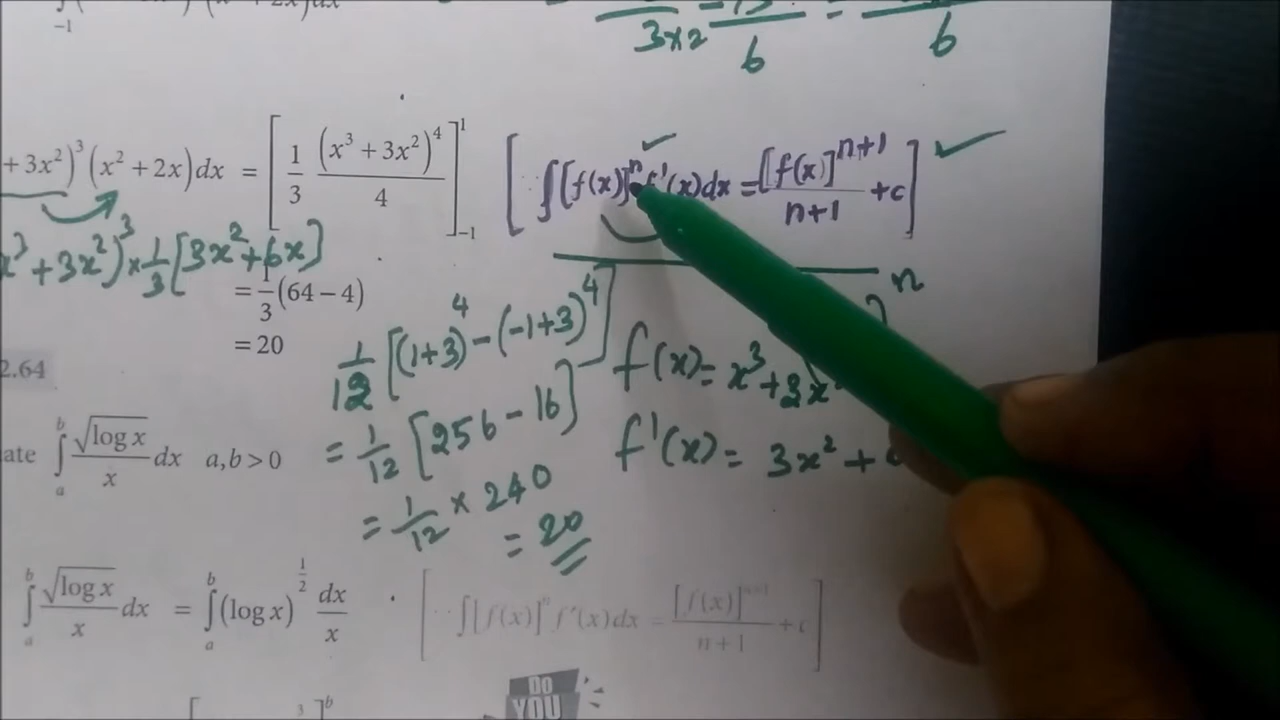 3×2
6
6
+ 3x²)³ (x² + 2x)dx = [1/3 (x³ + 3x²)⁴/4]¹₋₁ [∵ ∫[f(x)]ⁿ f'(x)dx = [f(x)]ⁿ⁺¹/n+1 + c]
x³ + 3x²)³ × 1/3 [3x² + 6x]
n
= 1/3 (64 – 4)
= 20
1/12 [(1+3)⁴ – (-1+3)⁴]
= 1/12 [256 – 16]
= 1/12 × 240
= 20
f(x) = x³ + 3x
f'(x) = 3x² +
2.64
ate ∫ₐᵇ √log x/x dx a,b > 0
∫ₐᵇ √log x/x dx = ∫ₐᵇ (log x)^1/2 dx/x [∵ ∫[f(x)]ⁿ f'(x)dx = [f(x)]ⁿ⁺¹/n+1 + c]
DO
YOU